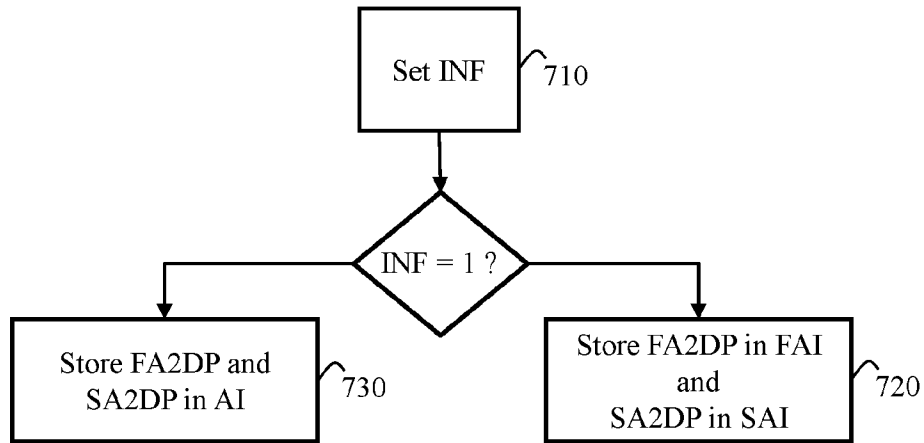 Set INF
710
INF = 1 ?
Store FA2DP and
SA2DP in AI
730
Store FA2DP in FAI
and
SA2DP in SAI
720